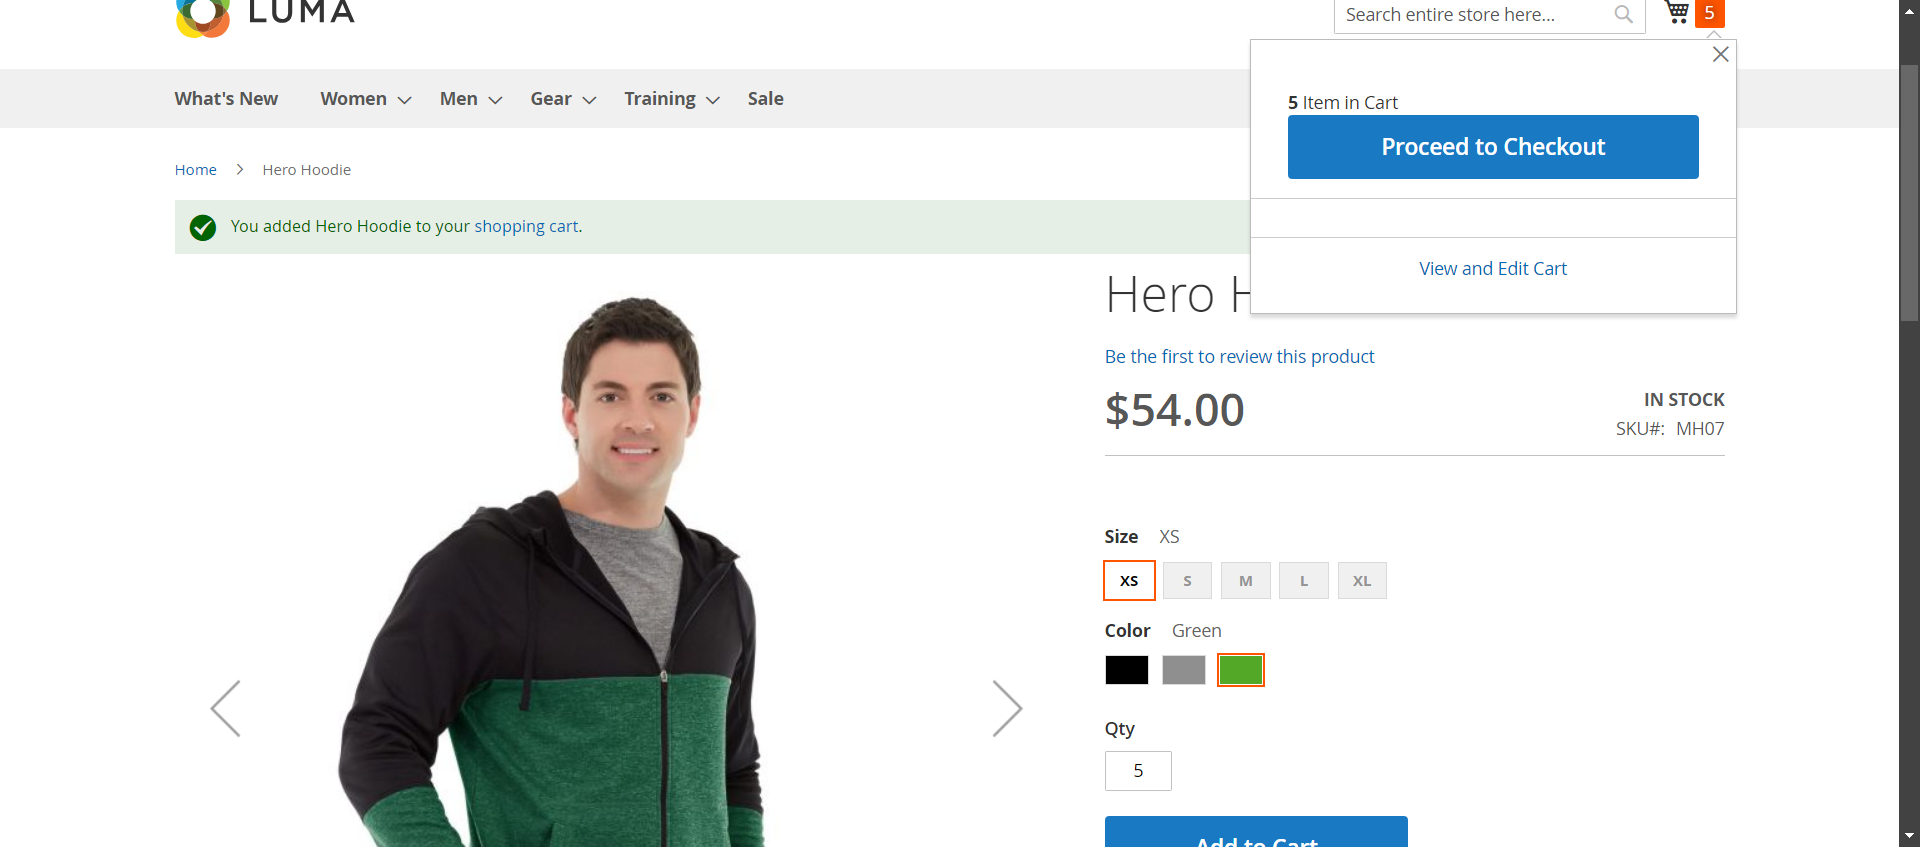 LUMA
Search entire store here...
5
What's New
Women
Men
Gear
Training
Sale
5 Item in Cart
Proceed to Checkout
View and Edit Cart
Home
Hero Hoodie
You added Hero Hoodie to your shopping cart.
Hero H
Be the first to review this product
$54.00
IN STOCK
SKU#: MH07
Size XS
XS S M L XL
Color Green
Qty
5
Add to Cart